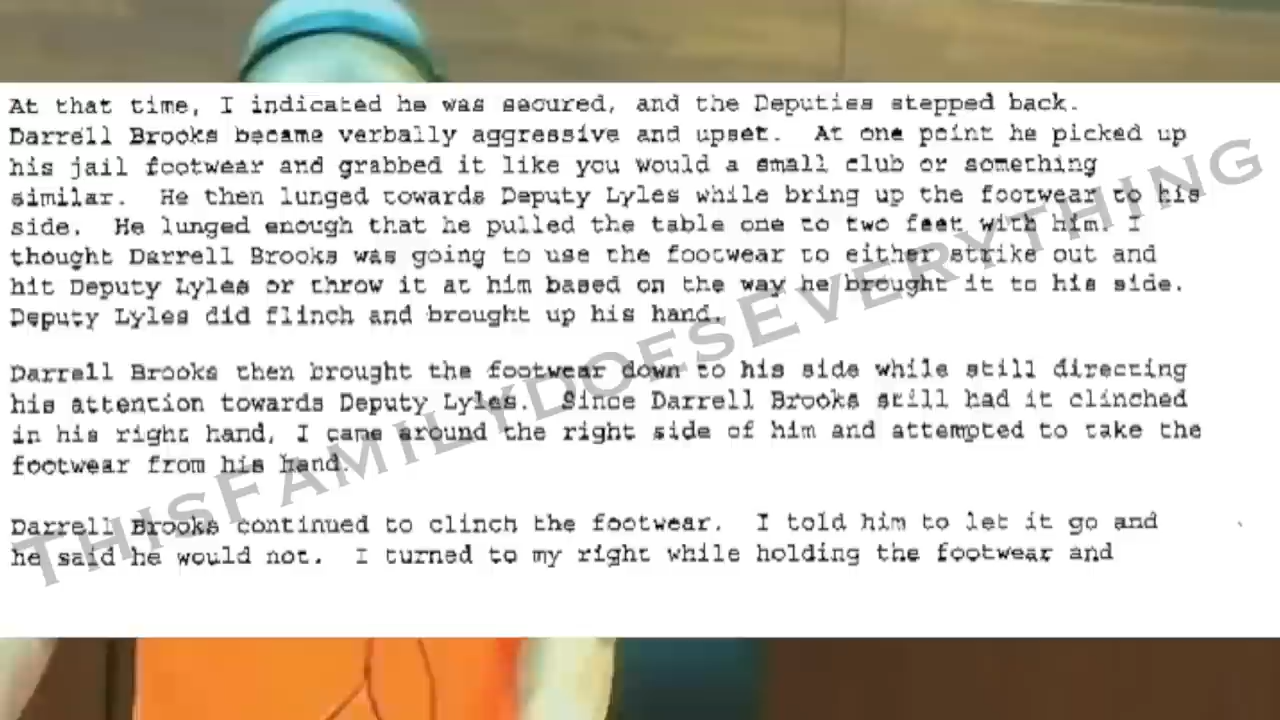 At that time, I indicated he was secured, and the Deputies stepped back.
Darrell Brooks became verbally aggressive and upset. At one point he picked up
his jail footwear and grabbed it like you would a small club or something
similar. He then lunged towards Deputy Lyles while bring up the footwear to his
side. He lunged enough that he pulled the table one to two feet with him. I
thought Darrell Brooks was going to use the footwear to either strike out and
hit Deputy Lyles or throw it at him based on the way he brought it to his side.
Deputy Lyles did flinch and brought up his hand.
Darrell Brooks then brought the footwear down to his side while still directing
his attention towards Deputy Lyles. Since Darrell Brooks still had it clinched
in his right hand, I came around the right side of him and attempted to take the
footwear from his hand.
Darrell Brooks continued to clinch the footwear. I told him to let it go and
he said he would not. I turned to my right while holding the footwear and
THISFAMILYDOESEVERYTHING